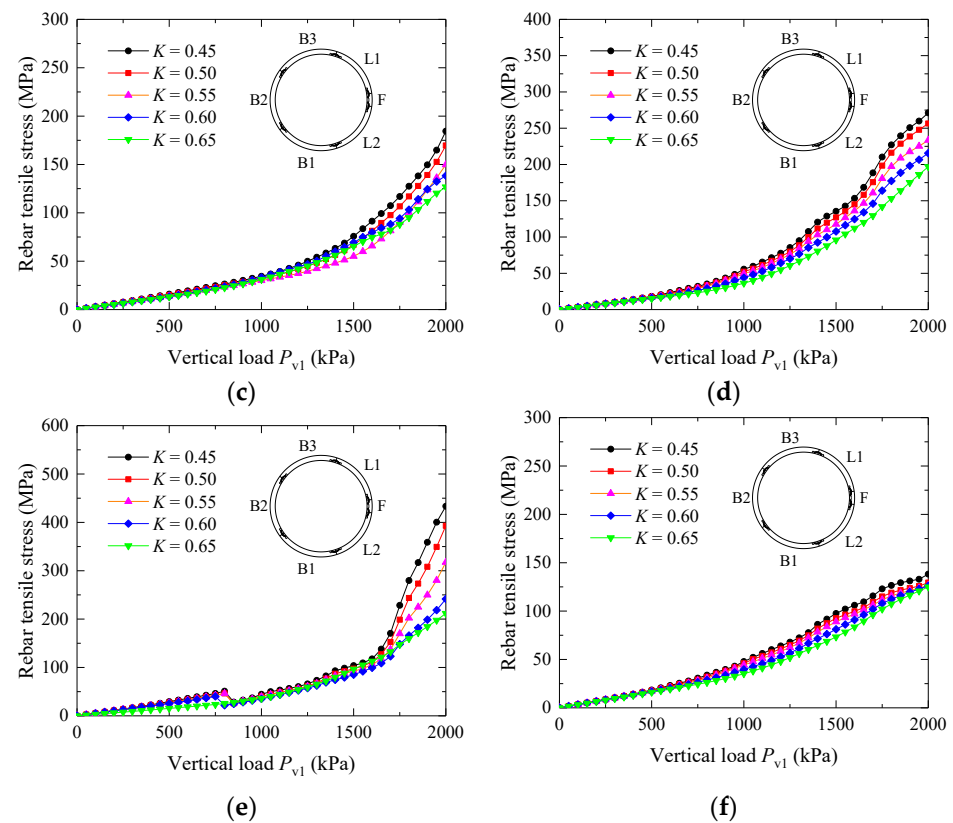 300
250
200
150
100
50
0
Rebar tensile stress (MPa)
K = 0.45
K = 0.50
K = 0.55
K = 0.60
K = 0.65
B3
L1
B2
F
B1
L2
0 500 1000 1500 2000
Vertical load Pv1 (kPa)
(c)
400
350
300
250
200
150
100
50
0
Rebar tensile stress (MPa)
K = 0.45
K = 0.50
K = 0.55
K = 0.60
K = 0.65
B3
L1
B2
F
B1
L2
0 500 1000 1500 2000
Vertical load Pv1 (kPa)
(d)
600
500
400
300
200
100
0
Rebar tensile stress (MPa)
K = 0.45
K = 0.50
K = 0.55
K = 0.60
K = 0.65
B3
L1
B2
F
B1
L2
0 500 1000 1500 2000
Vertical load Pv1 (kPa)
(e)
300
250
200
150
100
50
0
Rebar tensile stress (MPa)
K = 0.45
K = 0.50
K = 0.55
K = 0.60
K = 0.65
B3
L1
B2
F
B1
L2
0 500 1000 1500 2000
Vertical load Pv1 (kPa)
(f)